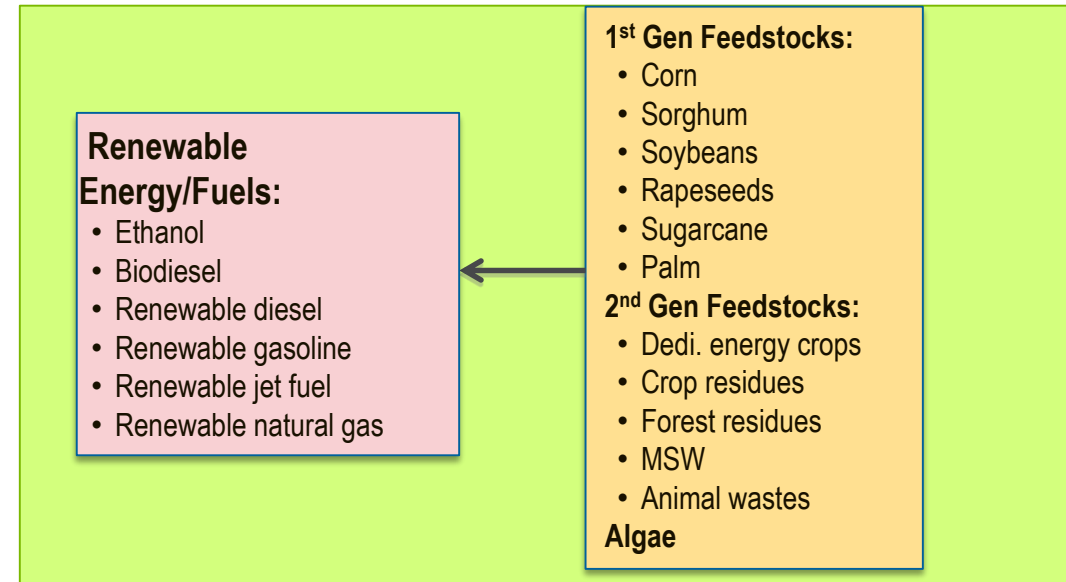 Renewable
Energy/Fuels:
• Ethanol
• Biodiesel
• Renewable diesel
• Renewable gasoline
• Renewable jet fuel
• Renewable natural gas
1st Gen Feedstocks:
• Corn
• Sorghum
• Soybeans
• Rapeseeds
• Sugarcane
• Palm
2nd Gen Feedstocks:
• Dedi. energy crops
• Crop residues
• Forest residues
• MSW
• Animal wastes
Algae